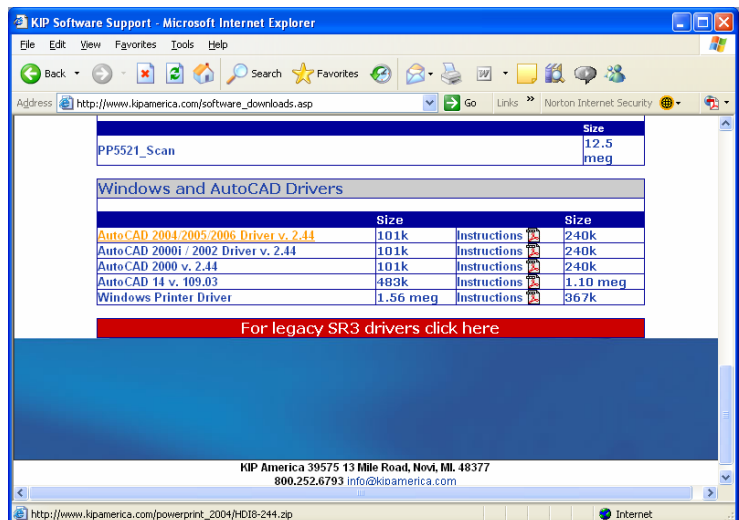 KIP Software Support - Microsoft Internet Explorer
File Edit View Favorites Tools Help
Back Search Favorites
Address http://www.kipamerica.com/software_downloads.asp Go Links » Norton Internet Security
Size
PP5521_Scan 12.5 meg
Windows and AutoCAD Drivers
Size Size
AutoCAD 2004/2005/2006 Driver v. 2.44 101k Instructions 240k
AutoCAD 2000i / 2002 Driver v. 2.44 101k Instructions 240k
AutoCAD 2000 v. 2.44 101k Instructions 240k
AutoCAD 14 v. 109.03 483k Instructions 1.10 meg
Windows Printer Driver 1.56 meg Instructions 367k
For legacy SR3 drivers click here
KIP America 39575 13 Mile Road, Novi, MI. 48377
800.252.6793 info@kipamerica.com
http://www.kipamerica.com/powerprint_2004/HDI8-244.zip Internet